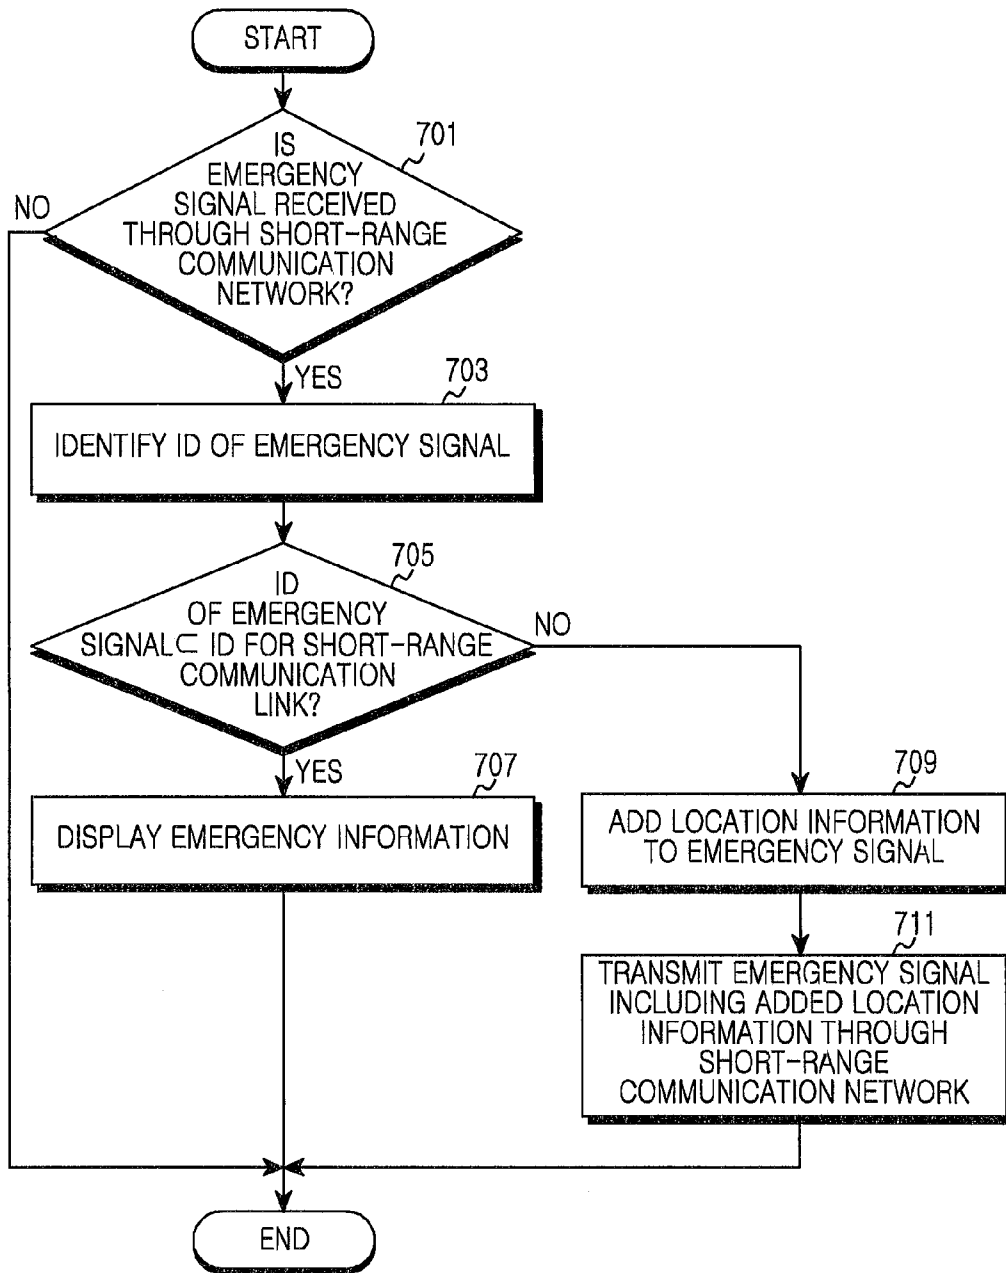 START
701
IS
EMERGENCY
SIGNAL RECEIVED
THROUGH SHORT-RANGE
COMMUNICATION
NETWORK?
NO
YES
703
IDENTIFY ID OF EMERGENCY SIGNAL
705
ID
OF EMERGENCY
SIGNAL⊂ ID FOR SHORT-RANGE
COMMUNICATION
LINK?
NO
YES
707
DISPLAY EMERGENCY INFORMATION
709
ADD LOCATION INFORMATION
TO EMERGENCY SIGNAL
711
TRANSMIT EMERGENCY SIGNAL
INCLUDING ADDED LOCATION
INFORMATION THROUGH
SHORT-RANGE
COMMUNICATION NETWORK
END